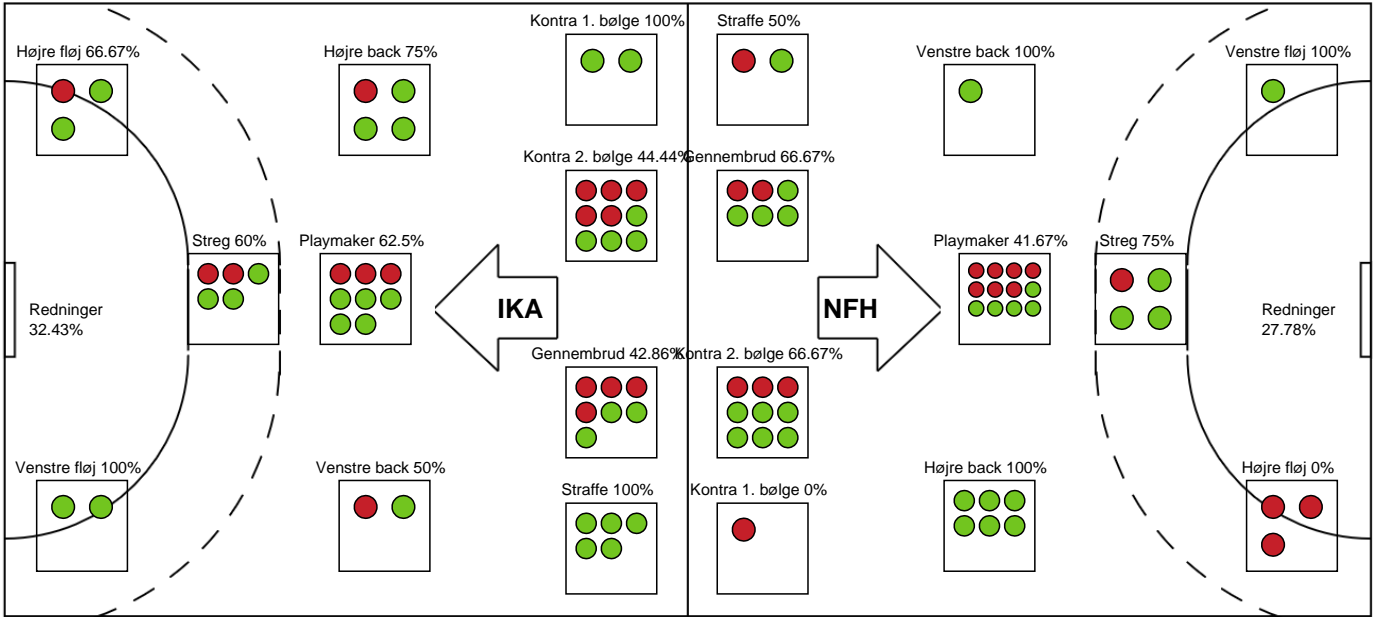 Kontra 1. bølge 100%
Straffe 50%
Højre fløj 66.67%
Højre back 75%
Venstre back 100%
Venstre fløj 100%
Kontra 2. bølge 44.44%
Gennembrud 66.67%
Streg 60%
Playmaker 62.5%
Playmaker 41.67%
Streg 75%
Redninger
32.43%
IKA
NFH
Redninger
27.78%
Gennembrud 42.86%
Kontra 2. bølge 66.67%
Venstre fløj 100%
Venstre back 50%
Højre back 100%
Højre fløj 0%
Straffe 100%
Kontra 1. bølge 0%